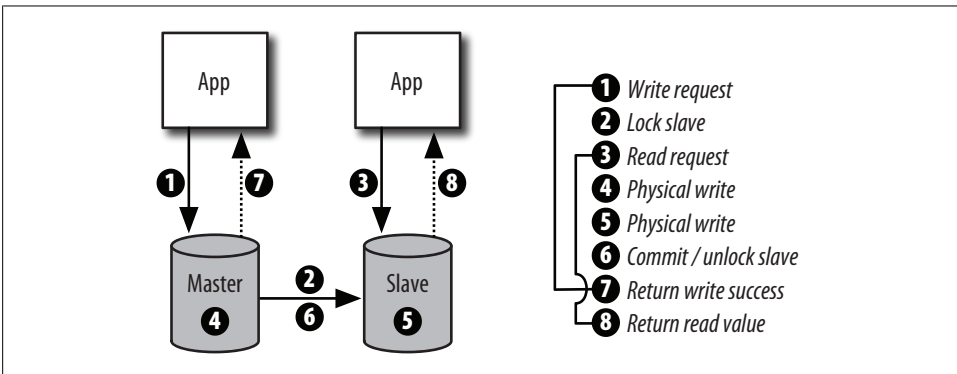 App
App
1
7
3
8
Master
4
2
6
Slave
5
1 Write request
2 Lock slave
3 Read request
4 Physical write
5 Physical write
6 Commit / unlock slave
7 Return write success
8 Return read value